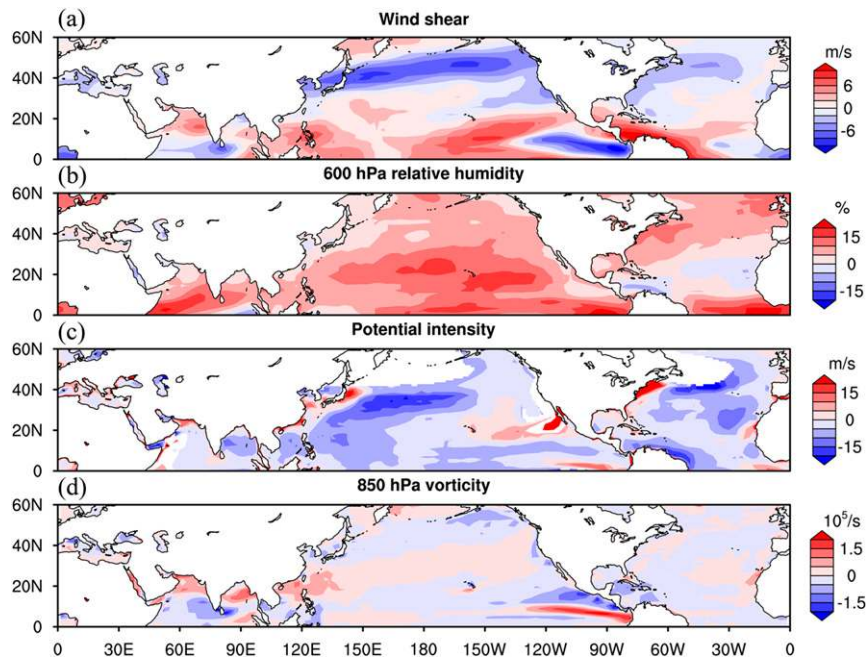 (a) Wind shear
60N
40N
20N
0
m/s
6
0
-6
(b) 600 hPa relative humidity
60N
40N
20N
0
%
15
0
-15
(c) Potential intensity
60N
40N
20N
0
m/s
15
0
-15
(d) 850 hPa vorticity
60N
40N
20N
0
10⁵/s
1.5
0
-1.5
0 30E 60E 90E 120E 150E 180 150W 120W 90W 60W 30W 0